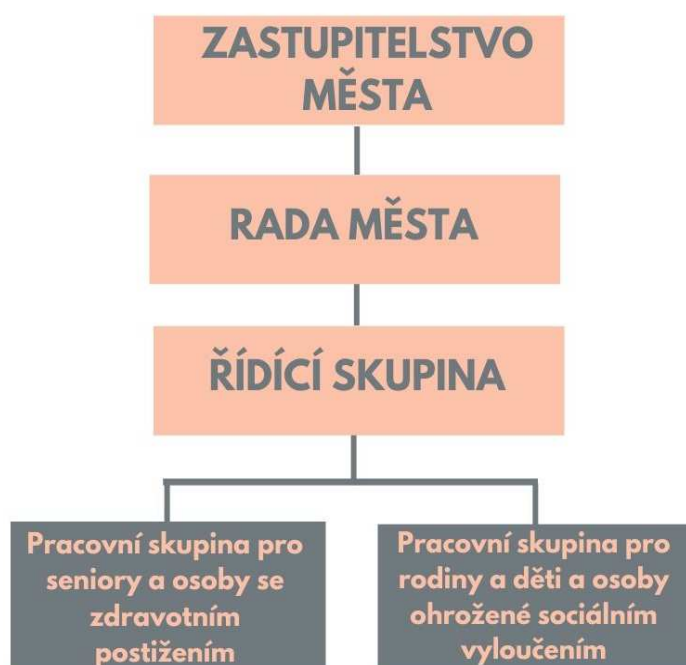 ZASTUPITELSTVO
MĚSTA
RADA MĚSTA
ŘÍDÍCÍ SKUPINA
Pracovní skupina pro
seniory a osoby se
zdravotním
postižením
Pracovní skupina pro
rodiny a děti a osoby
ohrožené sociálním
vyloučením